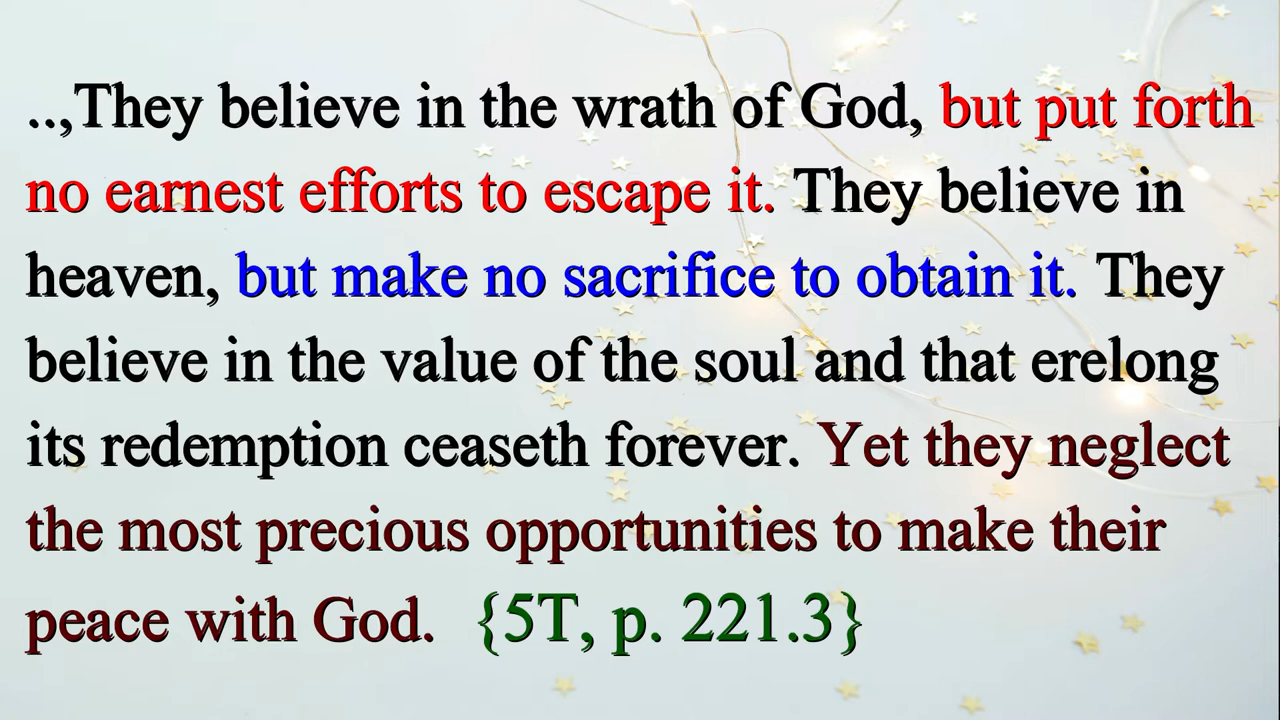 ..,They believe in the wrath of God, but put forth
no earnest efforts to escape it. They believe in
heaven, but make no sacrifice to obtain it. They
believe in the value of the soul and that erelong
its redemption ceaseth forever. Yet they neglect
the most precious opportunities to make their
peace with God. {5T, p. 221.3}